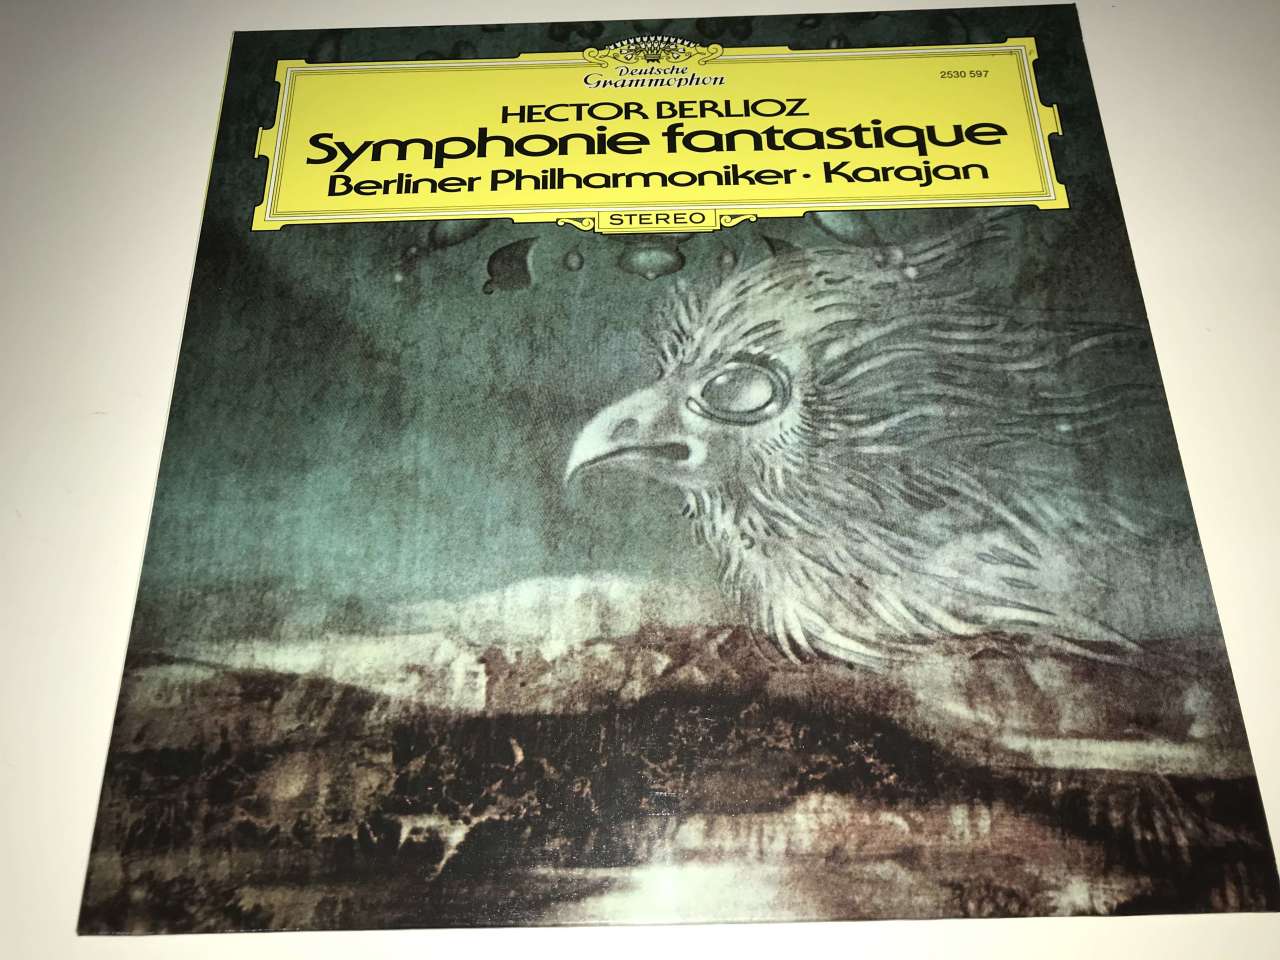 Deutsche
Grammophon
2530 597
HECTOR BERLIOZ
Symphonie fantastique
Berliner Philharmoniker · Karajan
STEREO